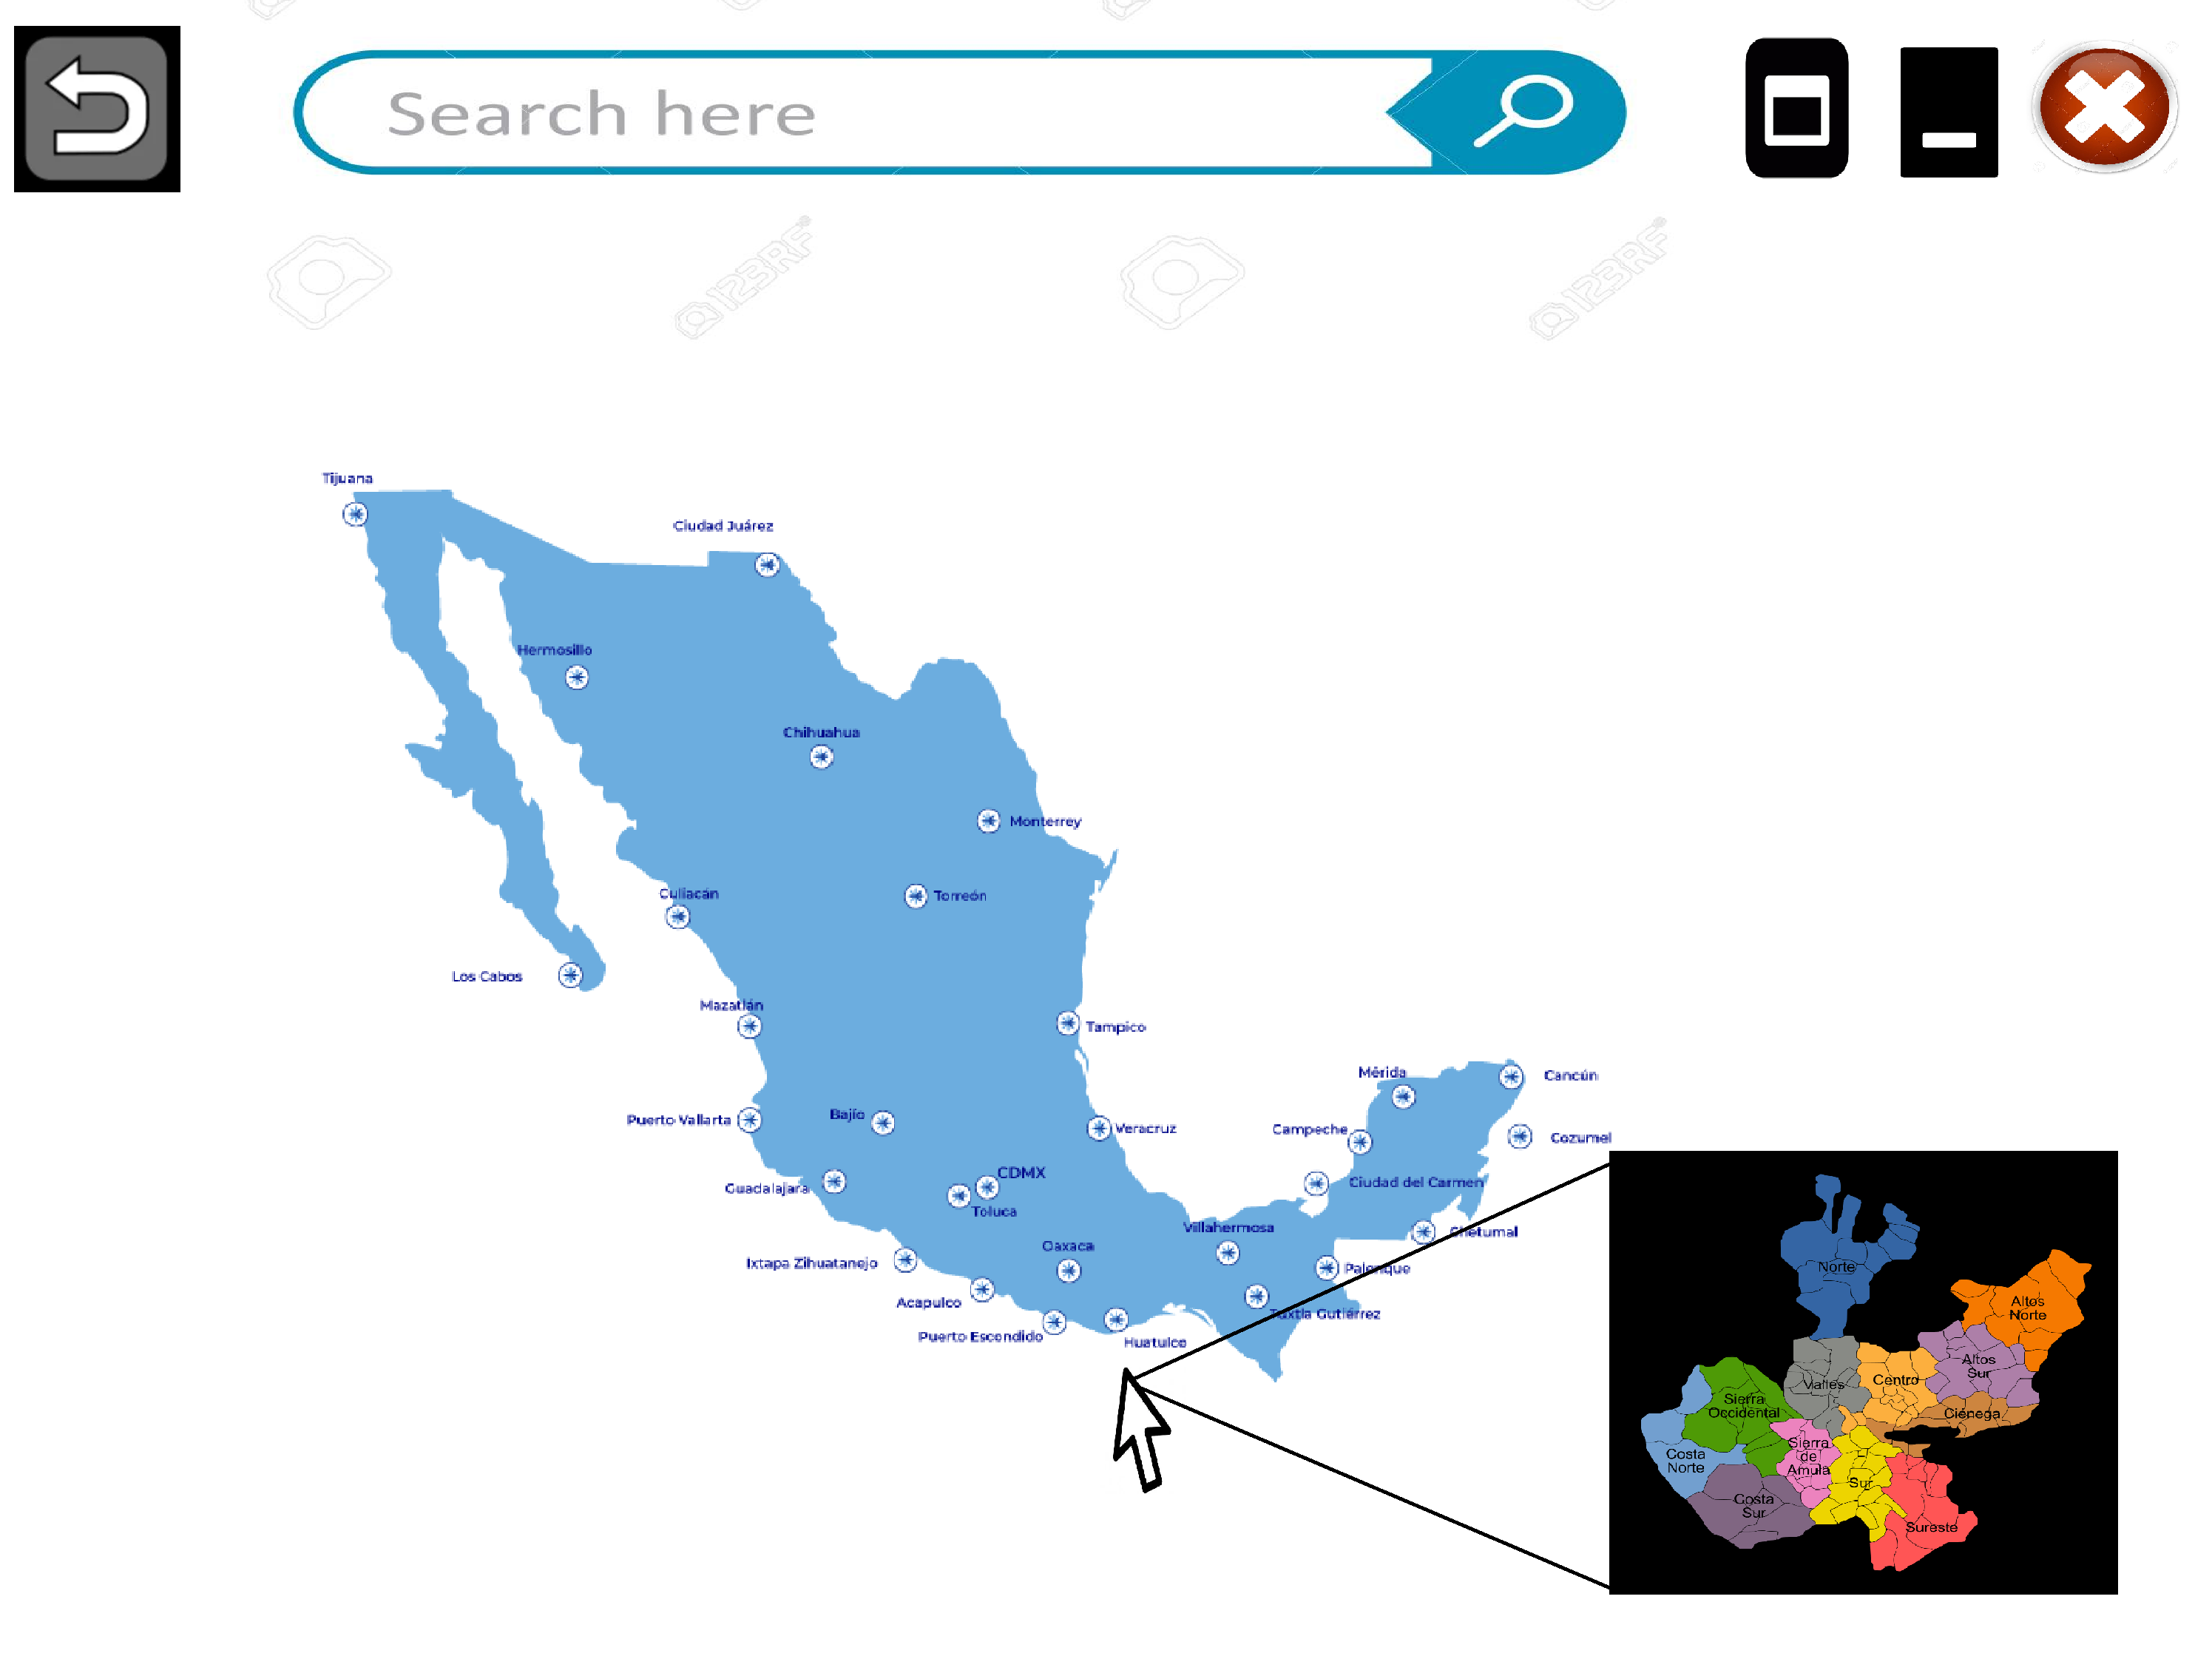 Search here
123RF®
123RF®
Tijuana
Ciudad Juárez
Hermosillo
Chihuahua
Monterrey
Culiacán
Torreón
Los Cabos
Mazatlán
Tampico
Mérida
Cancún
Puerto Vallarta
Bajío
Veracruz
Campeche
Cozumel
CDMX
Guadalajara
Ciudad del Carmen
Toluca
Villahermosa
Chetumal
Oaxaca
Ixtapa Zihuatanejo
Palenque
Acapulco
Tuxtla Gutiérrez
Puerto Escondido
Huatulco
Norte
Altos
Norte
Altos
Sur
Valles
Centro
Sierra
Occidental
Ciénega
Sierra
de
Amula
Costa
Norte
Sur
Costa
Sur
Sureste